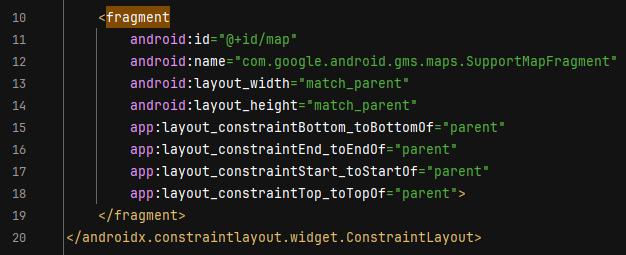 10 <fragment
11 android:id="@+id/map"
12 android:name="com.google.android.gms.maps.SupportMapFragment"
13 android:layout_width="match_parent"
14 android:layout_height="match_parent"
15 app:layout_constraintBottom_toBottomOf="parent"
16 app:layout_constraintEnd_toEndOf="parent"
17 app:layout_constraintStart_toStartOf="parent"
18 app:layout_constraintTop_toTopOf="parent">
19 </fragment>
20 </androidx.constraintlayout.widget.ConstraintLayout>